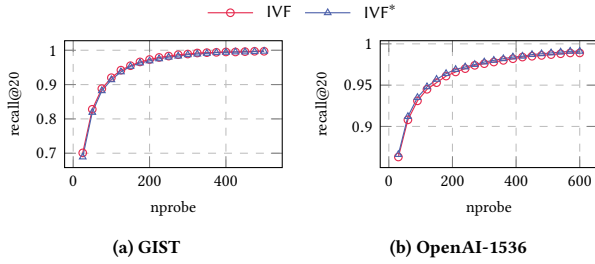 IVF IVF*
1
0.9
0.8
0.7
recall@20
0 200 400
nprobe
(a) GIST
1
0.95
0.9
recall@20
0 200 400 600
nprobe
(b) OpenAI-1536